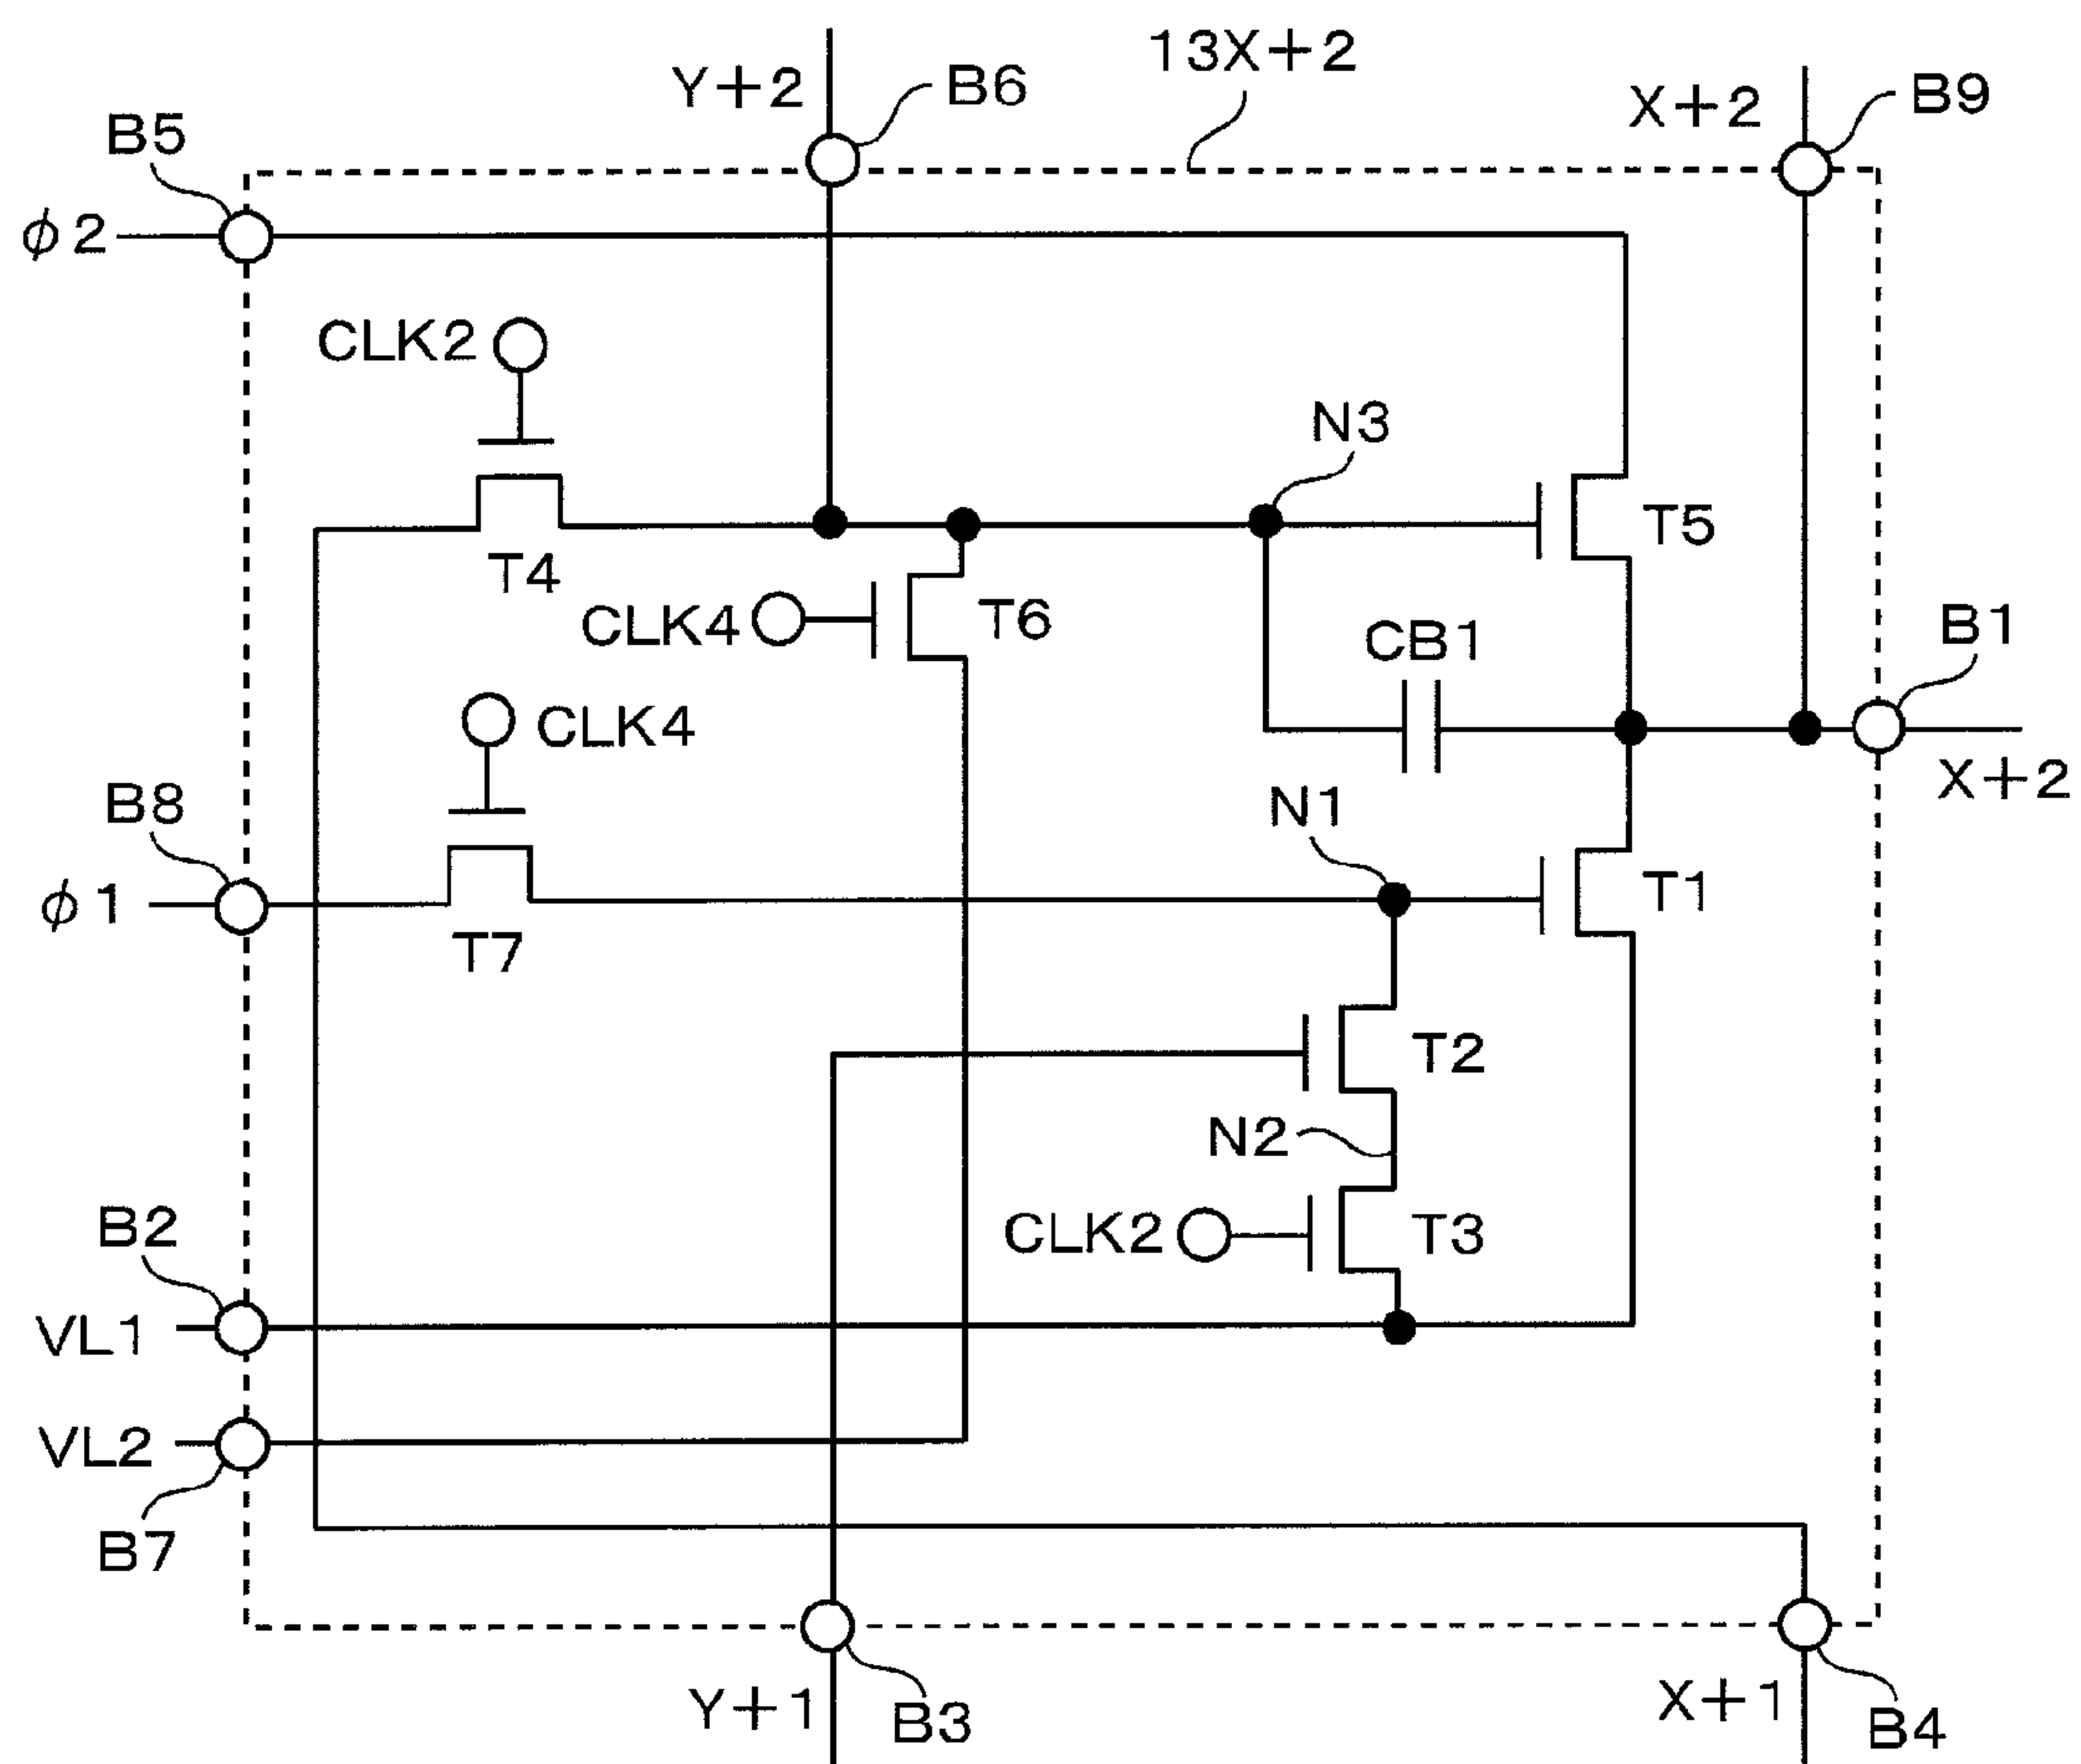 13X+2
Y+2
B6
X+2
B9
B5
ϕ2
CLK2
N3
T5
T4
CLK4
T6
CB1
B1
CLK4
X+2
B8
N1
ϕ1
T1
T7
T2
N2
B2
CLK2
T3
VL1
VL2
B7
Y+1
B3
X+1
B4